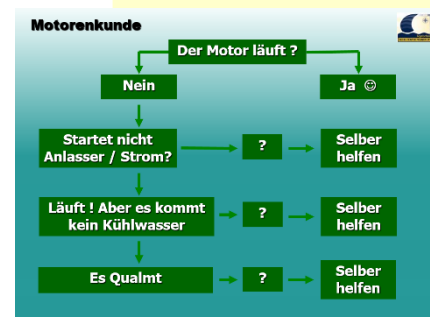 Motorenkunde
Der Motor läuft ?
Nein
Ja ☺
Startet nicht
Anlasser / Strom?
?
Selber
helfen
Läuft ! Aber es kommt
kein Kühlwasser
?
Selber
helfen
Es Qualmt
?
Selber
helfen